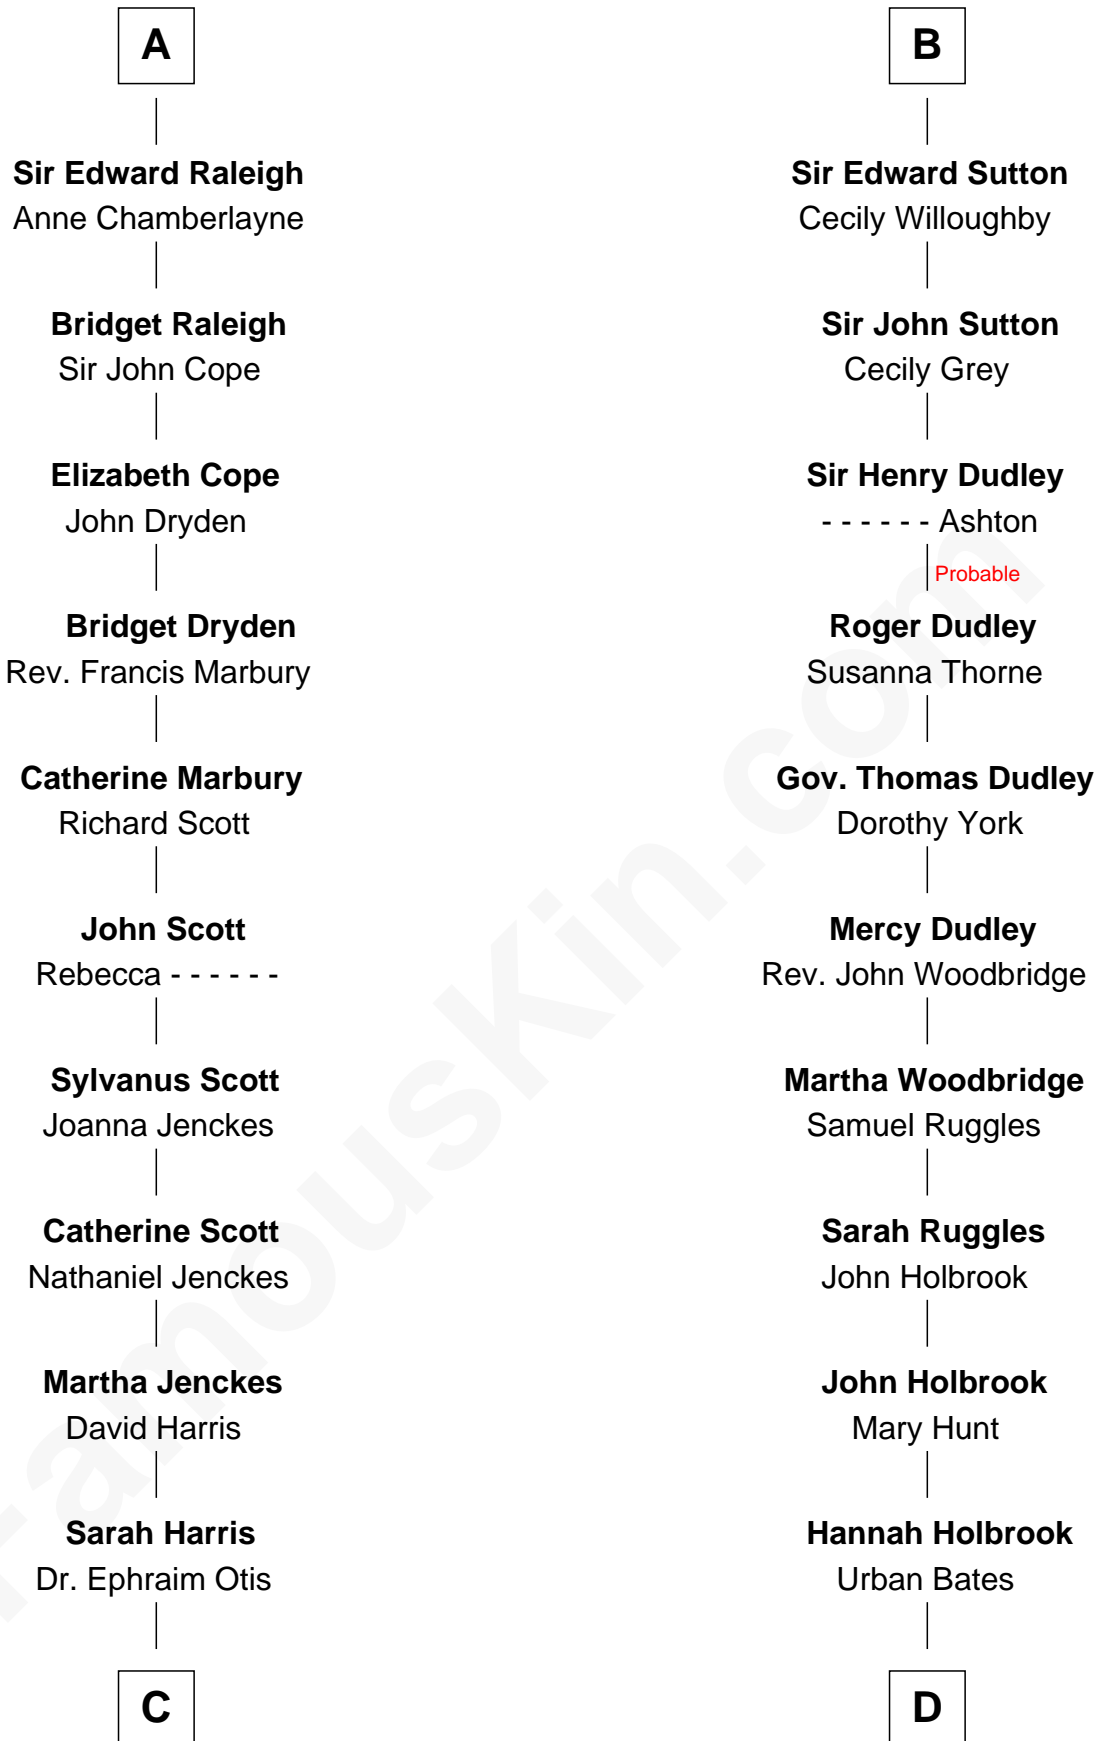 A
Sir Edward Raleigh
Anne Chamberlayne
Bridget Raleigh
Sir John Cope
Elizabeth Cope
John Dryden
Bridget Dryden
Rev. Francis Marbury
Catherine Marbury
Richard Scott
John Scott
Rebecca - - - - - -
Sylvanus Scott
Joanna Jenckes
Catherine Scott
Nathaniel Jenckes
Martha Jenckes
David Harris
Sarah Harris
Dr. Ephraim Otis
C
B
Sir Edward Sutton
Cecily Willoughby
Sir John Sutton
Cecily Grey
Sir Henry Dudley
- - - - - - Ashton
Probable
Roger Dudley
Susanna Thorne
Gov. Thomas Dudley
Dorothy York
Mercy Dudley
Rev. John Woodbridge
Martha Woodbridge
Samuel Ruggles
Sarah Ruggles
John Holbrook
John Holbrook
Mary Hunt
Hannah Holbrook
Urban Bates
D
FamousKin.com